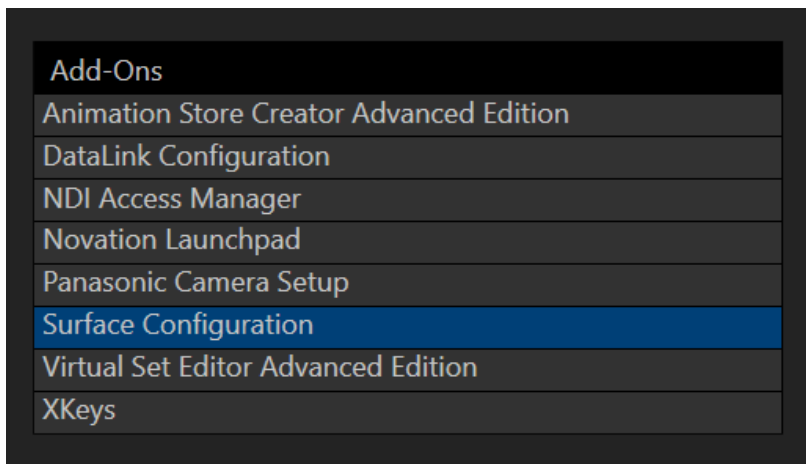 Add-Ons
Animation Store Creator Advanced Edition
DataLink Configuration
NDI Access Manager
Novation Launchpad
Panasonic Camera Setup
Surface Configuration
Virtual Set Editor Advanced Edition
XKeys